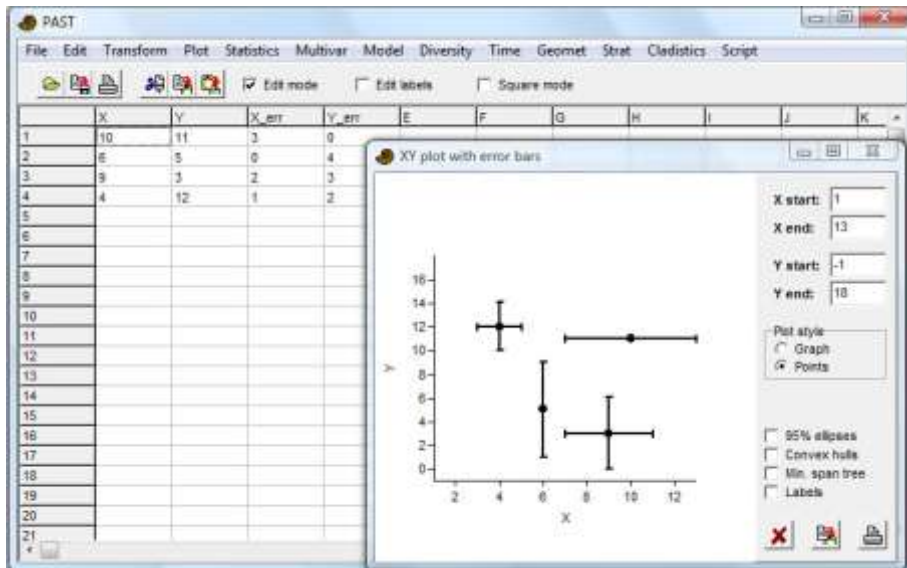 PAST
File Edit Transform Plot Statistics Multivar Model Diversity Time Geomet Strat Cladistics Script
Edit mode Edit labels Square mode
X Y X_err Y_err E F G H I J K
1 10 11 3 0
2 6 5 0 4
3 9 3 2 3
4 4 12 1 2
5
6
7
8
9
10
11
12
13
14
15
16
17
18
19
20
21
XY plot with error bars
X start: 1
X end: 13
Y start: -1
Y end: 18
Plot style
Graph
Points
95% ellipses
Convex hulls
Min. span tree
Labels
16
14
12
10
8
6
4
2
0
Y
2 4 6 8 10 12
X